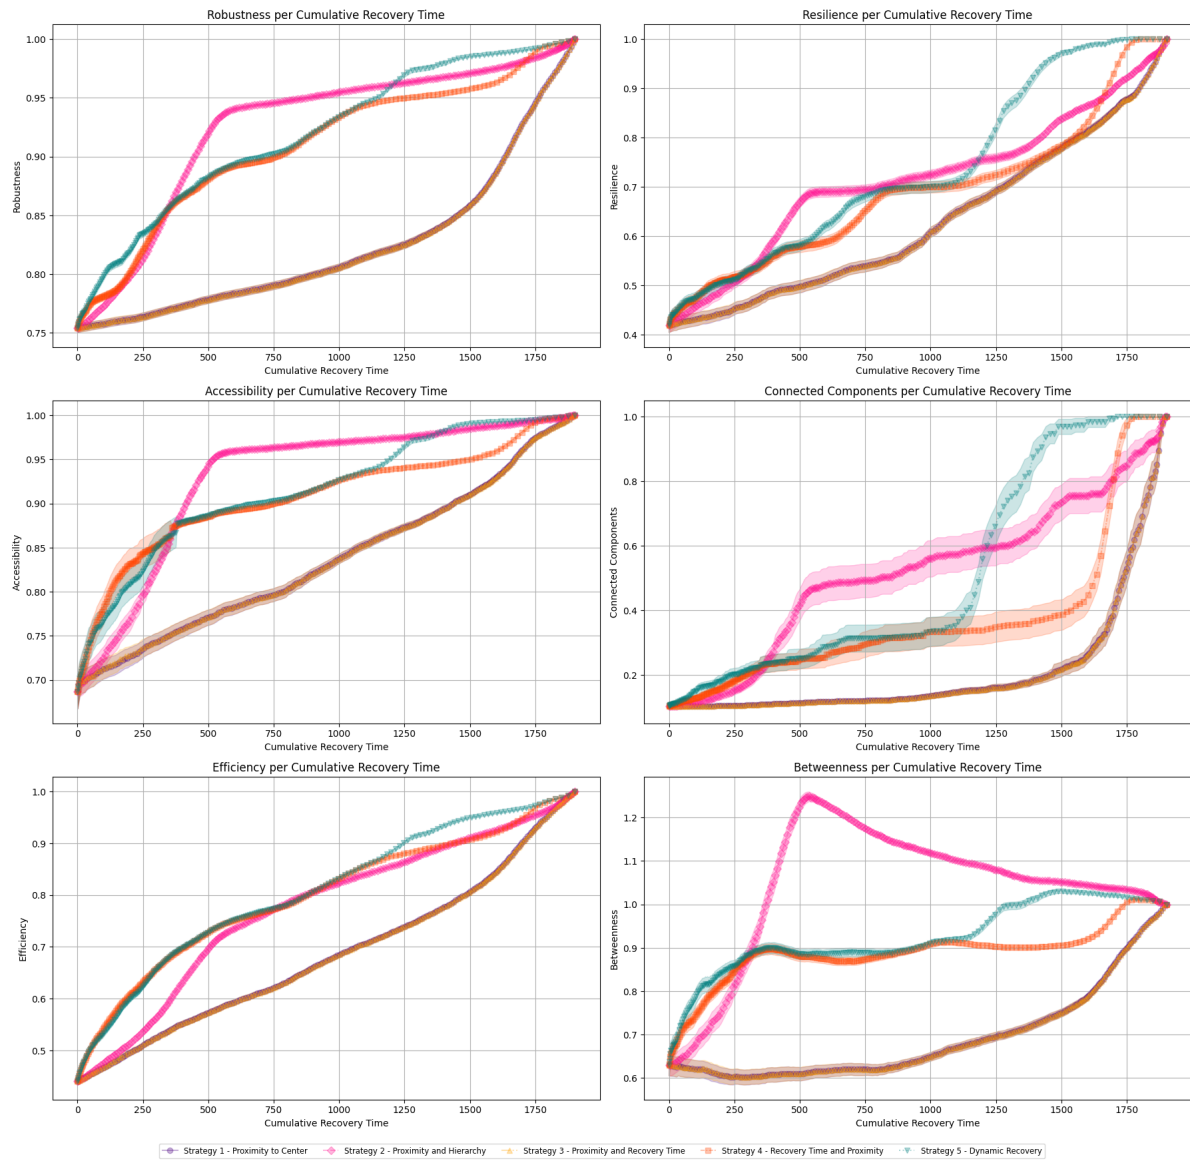 Robustness per Cumulative Recovery Time
1.00
0.95
0.90
0.85
0.80
0.75
Robustness
0 250 500 750 1000 1250 1500 1750
Cumulative Recovery Time
Resilience per Cumulative Recovery Time
1.0
0.9
0.8
0.7
0.6
0.5
0.4
Resilience
0 250 500 750 1000 1250 1500 1750
Cumulative Recovery Time
Accessibility per Cumulative Recovery Time
1.00
0.95
0.90
0.85
0.80
0.75
0.70
Accessibility
0 250 500 750 1000 1250 1500 1750
Cumulative Recovery Time
Connected Components per Cumulative Recovery Time
1.0
0.8
0.6
0.4
0.2
Connected Components
0 250 500 750 1000 1250 1500 1750
Cumulative Recovery Time
Efficiency per Cumulative Recovery Time
1.0
0.9
0.8
0.7
0.6
0.5
Efficiency
0 250 500 750 1000 1250 1500 1750
Cumulative Recovery Time
Betweenness per Cumulative Recovery Time
1.2
1.1
1.0
0.9
0.8
0.7
0.6
Betweenness
0 250 500 750 1000 1250 1500 1750
Cumulative Recovery Time
Strategy 1 - Proximity to Center Strategy 2 - Proximity and Hierarchy Strategy 3 - Proximity and Recovery Time Strategy 4 - Recovery Time and Proximity Strategy 5 - Dynamic Recovery